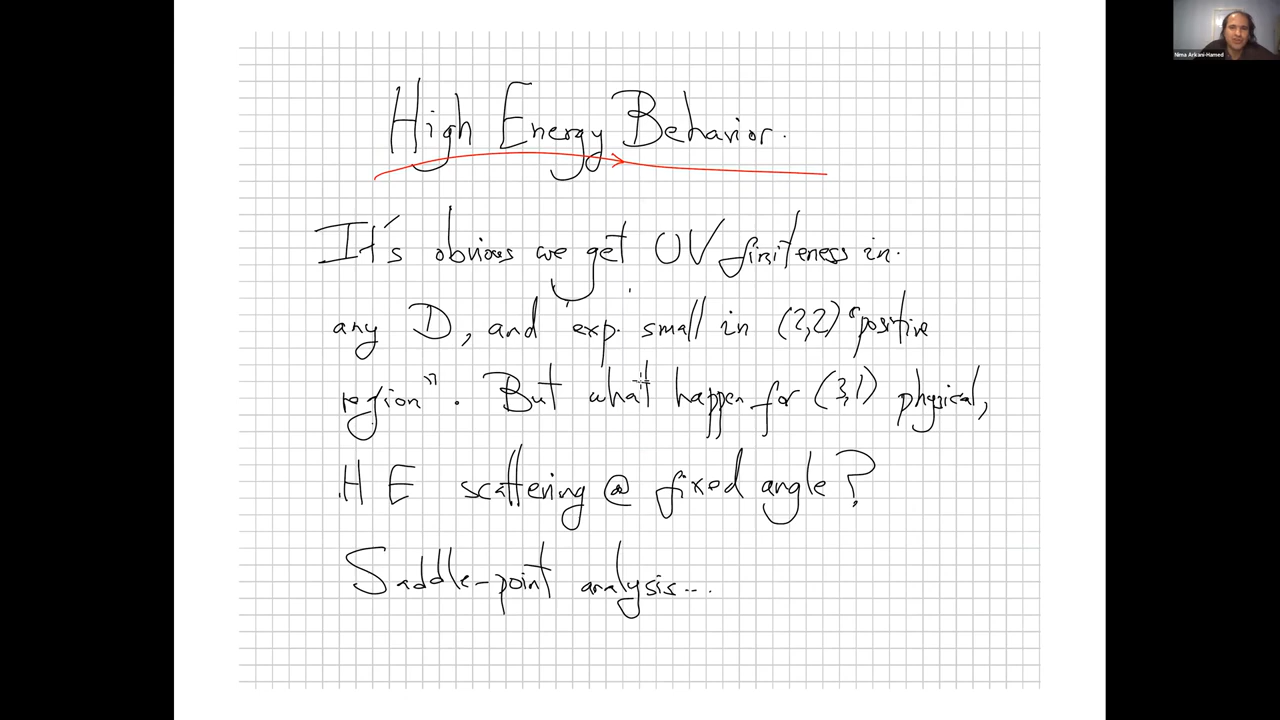 High Energy Behavior.
It's obvious we get UV finiteness in
any D, and exp. small in (2,2) "positive
region". But what happen for (3,1) physical,
HE scattering @ fixed angle?
Saddle-point analysis...
Nima Arkani-Hamed